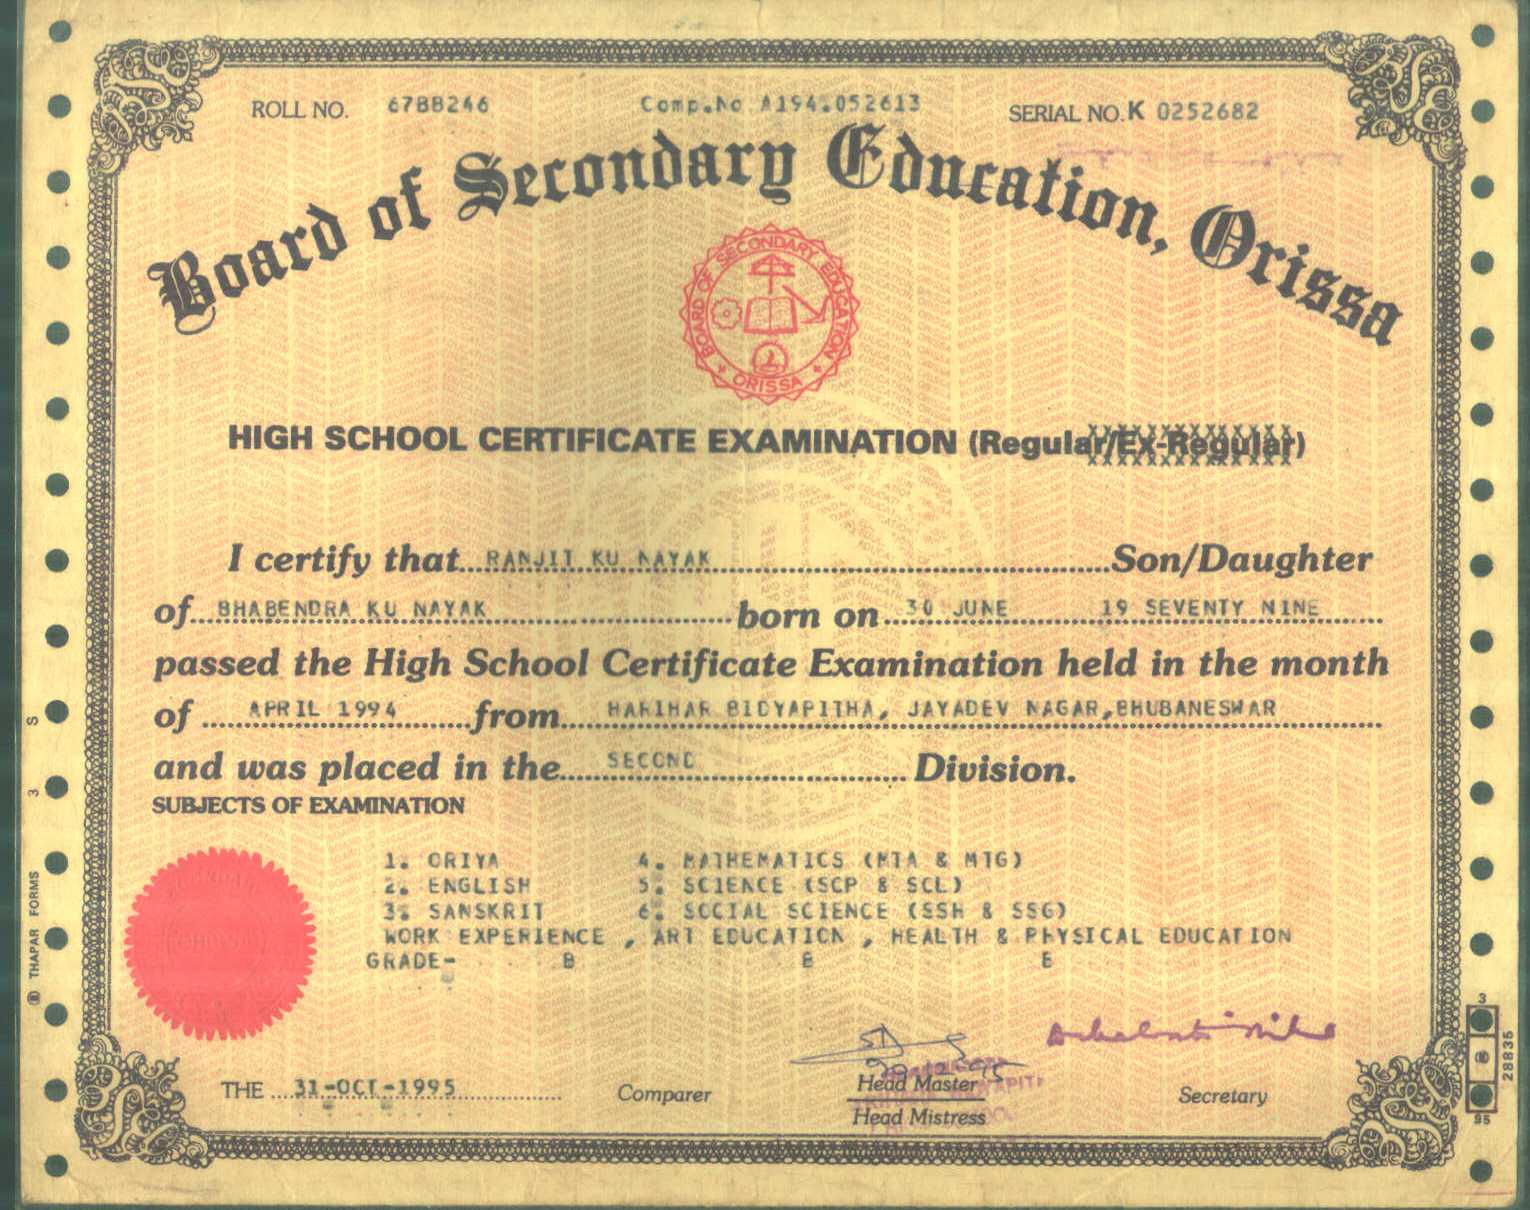 ROLL NO. 67BB246 Comp.No A194.052613 SERIAL NO. K 0252682
Board of Secondary Education, Orissa
BOARD OF SECONDARY EDUCATION
ORISSA
HIGH SCHOOL CERTIFICATE EXAMINATION (Regular/Ex-Regular)
I certify that RANJIT KU NAYAK Son/Daughter
of BHABENDRA KU NAYAK born on 30 JUNE 19 SEVENTY NINE
passed the High School Certificate Examination held in the month
of APRIL 1994 from HARIHAR BIDYAPITHA, JAYADEV NAGAR,BHUBANESWAR
and was placed in the SECOND Division.
SUBJECTS OF EXAMINATION
1. ORIYA 4. MATHEMATICS (MTA & MTG)
2. ENGLISH 5. SCIENCE (SCP & SCL)
3. SANSKRIT 6. SOCIAL SCIENCE (SSH & SSG)
WORK EXPERIENCE , ART EDUCATION , HEALTH & PHYSICAL EDUCATION
GRADE- B B B
THE 31-OCT-1995 Comparer Head Master Secretary
Head Mistress
THAPAR FORMS 3 S
3
28835
95